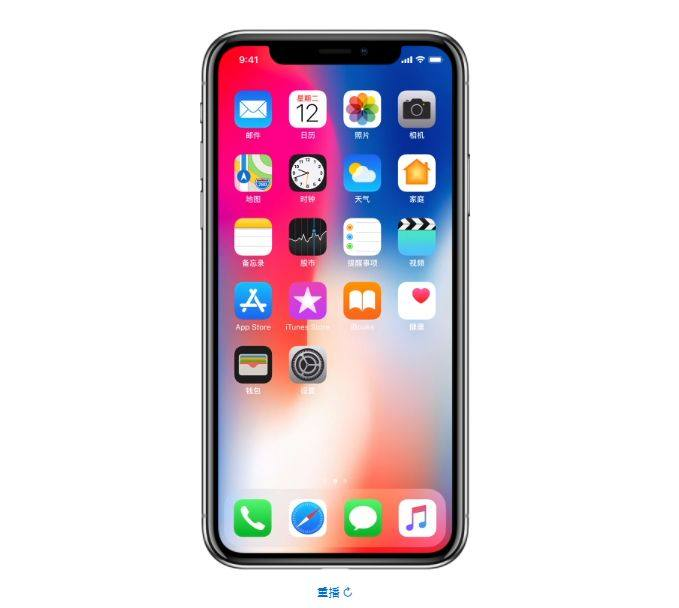 9:41
星期二
12
邮件
日历
照片
相机
地图
时钟
天气
家庭
备忘录
股市
提醒事项
视频
App Store
iTunes Store
iBooks
健康
钱包
设置
重播